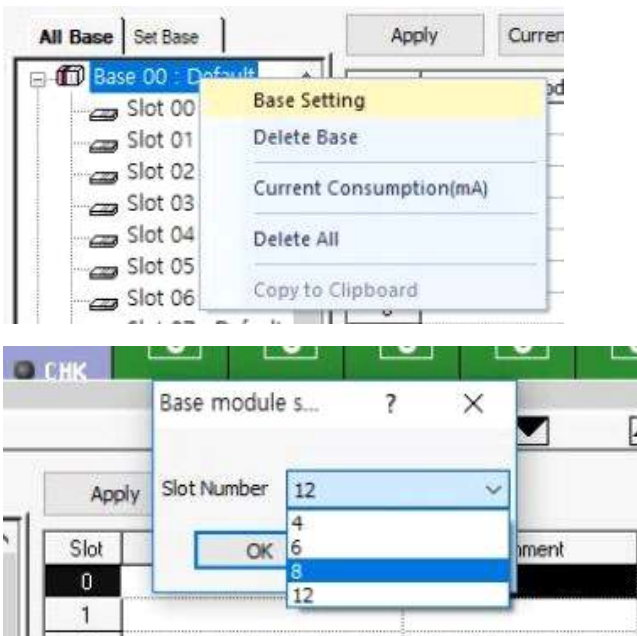 All Base
Set Base
Apply
Curren
Base 00 : Default
Slot 00
Slot 01
Slot 02
Slot 03
Slot 04
Slot 05
Slot 06
Base Setting
Delete Base
Current Consumption(mA)
Delete All
Copy to Clipboard
CHK
Base module s... ? X
Apply
Slot Number 12
OK
4
6
8
12
Slot
mment
0
1